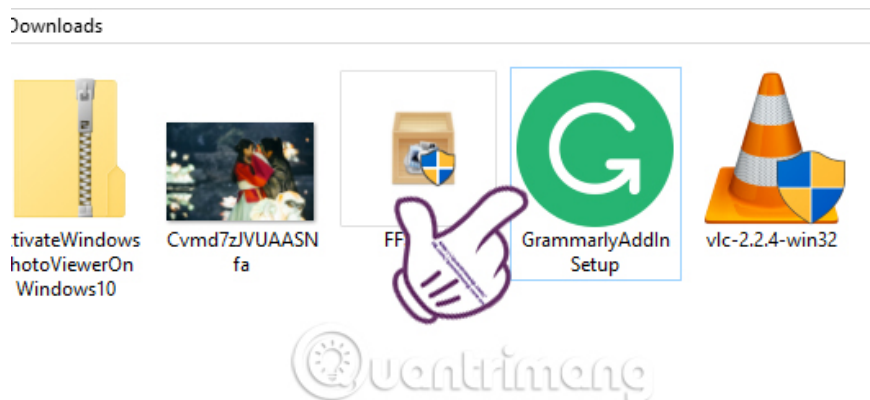 Downloads
tivateWindows
hotoViewerOn
Windows10
Cvmd7zJVUAASN
fa
FF
GrammarlyAddIn
Setup
vlc-2.2.4-win32
Quantrimang